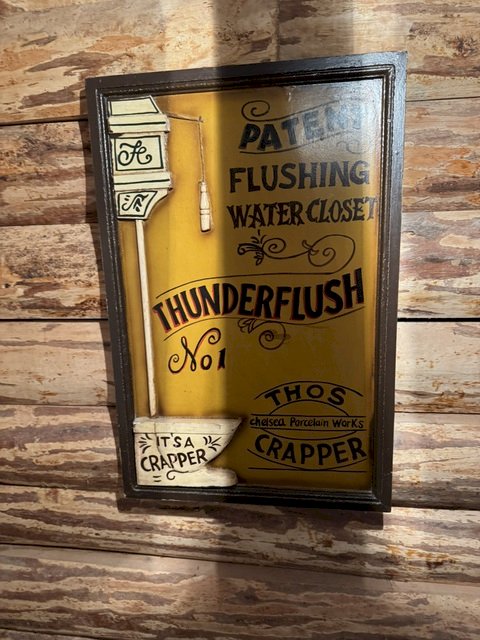 PATENT
FLUSHING
WATER CLOSET
THUNDERFLUSH
No 1
THOS
Chelsea Porcelain Works
CRAPPER
IT'S A
CRAPPER